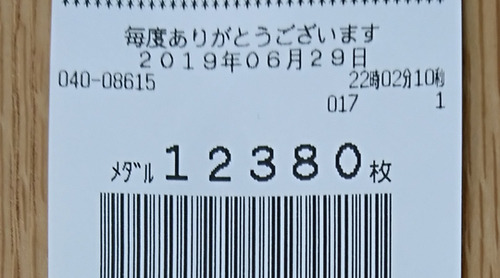 毎度ありがとうございます
２０１９年０６月２９日
040-08615 22時02分10秒
017 1
ﾒﾀﾞﾙ 12380枚